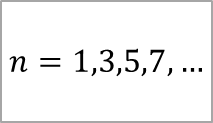 n = 1,3,5,7, ...